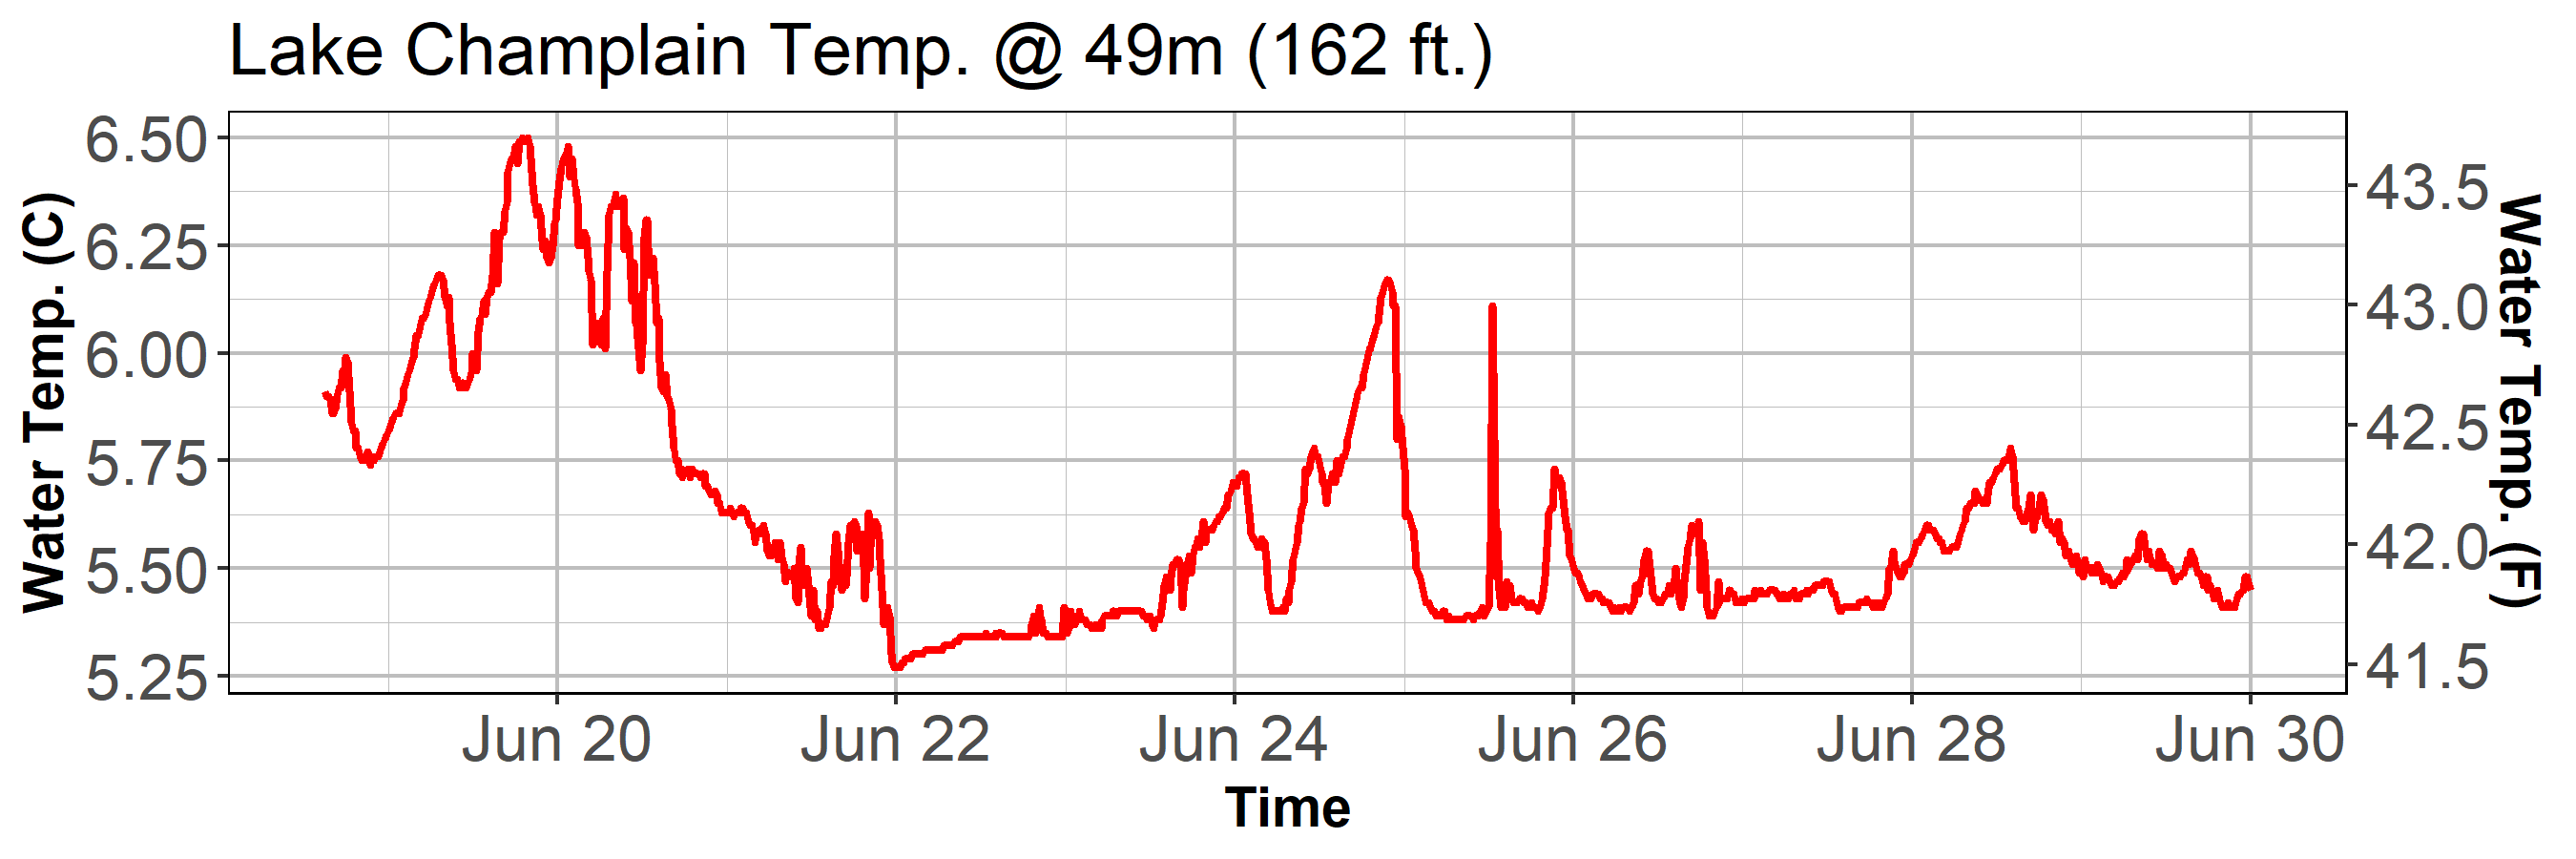 Lake Champlain Temp. @ 49m (162 ft.)
Water Temp. (C)
6.50
6.25
6.00
5.75
5.50
5.25
43.5
43.0
42.5
42.0
41.5
Water Temp. (F)
Jun 20 Jun 22 Jun 24 Jun 26 Jun 28 Jun 30
Time